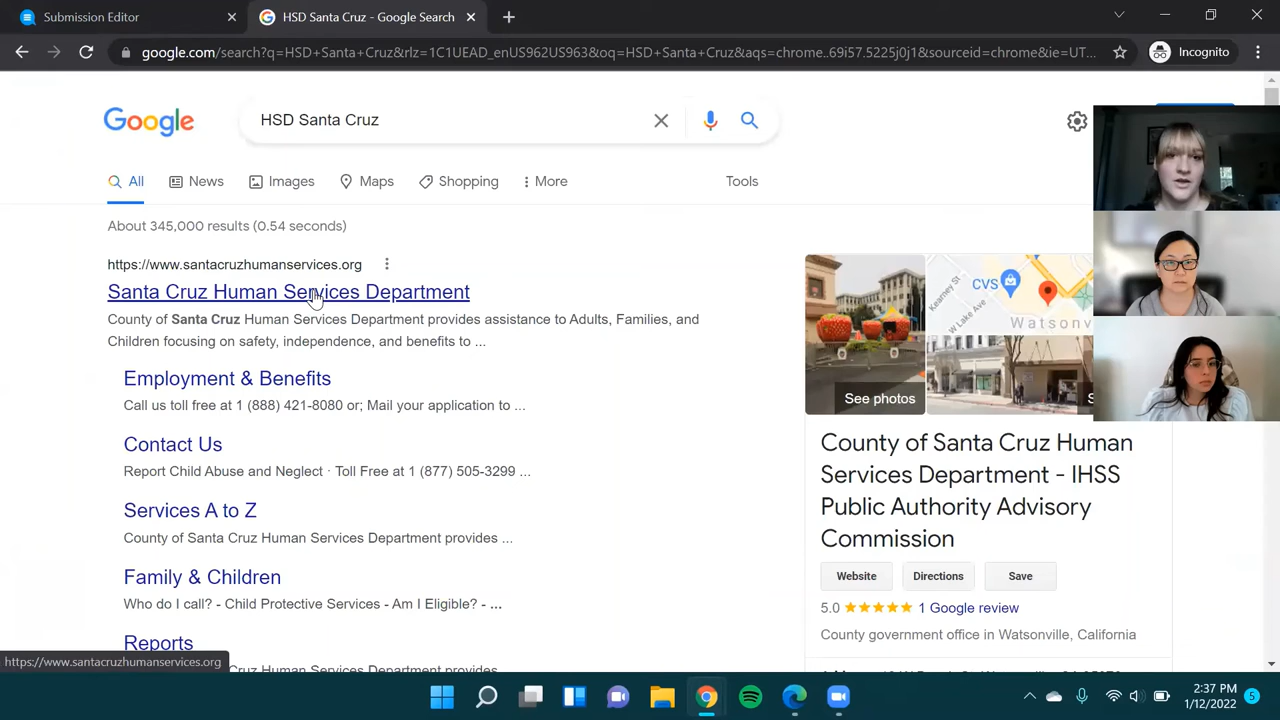 Submission Editor
HSD Santa Cruz - Google Search
google.com/search?q=HSD+Santa+Cruz&rlz=1C1UEAD_enUS962US963&oq=HSD+Santa+Cruz&aqs=chrome..69i57.5225j0j1&sourceid=chrome&ie=UT...
Incognito
Google
HSD Santa Cruz
All
News
Images
Maps
Shopping
More
Tools
About 345,000 results (0.54 seconds)
https://www.santacruzhumanservices.org
Santa Cruz Human Services Department
County of Santa Cruz Human Services Department provides assistance to Adults, Families, and
Children focusing on safety, independence, and benefits to ...
Employment & Benefits
Call us toll free at 1 (888) 421-8080 or; Mail your application to ...
Contact Us
Report Child Abuse and Neglect · Toll Free at 1 (877) 505-3299 ...
Services A to Z
County of Santa Cruz Human Services Department provides ...
Family & Children
Who do I call? - Child Protective Services - Am I Eligible? - ...
Reports
Human Services Department provides ...
https://www.santacruzhumanservices.org
See photos
CVS
Kearney St
W Lake Ave
Watsonv
S
County of Santa Cruz Human
Services Department - IHSS
Public Authority Advisory
Commission
Website
Directions
Save
5.0
1 Google review
County government office in Watsonville, California
2:37 PM
1/12/2022
5